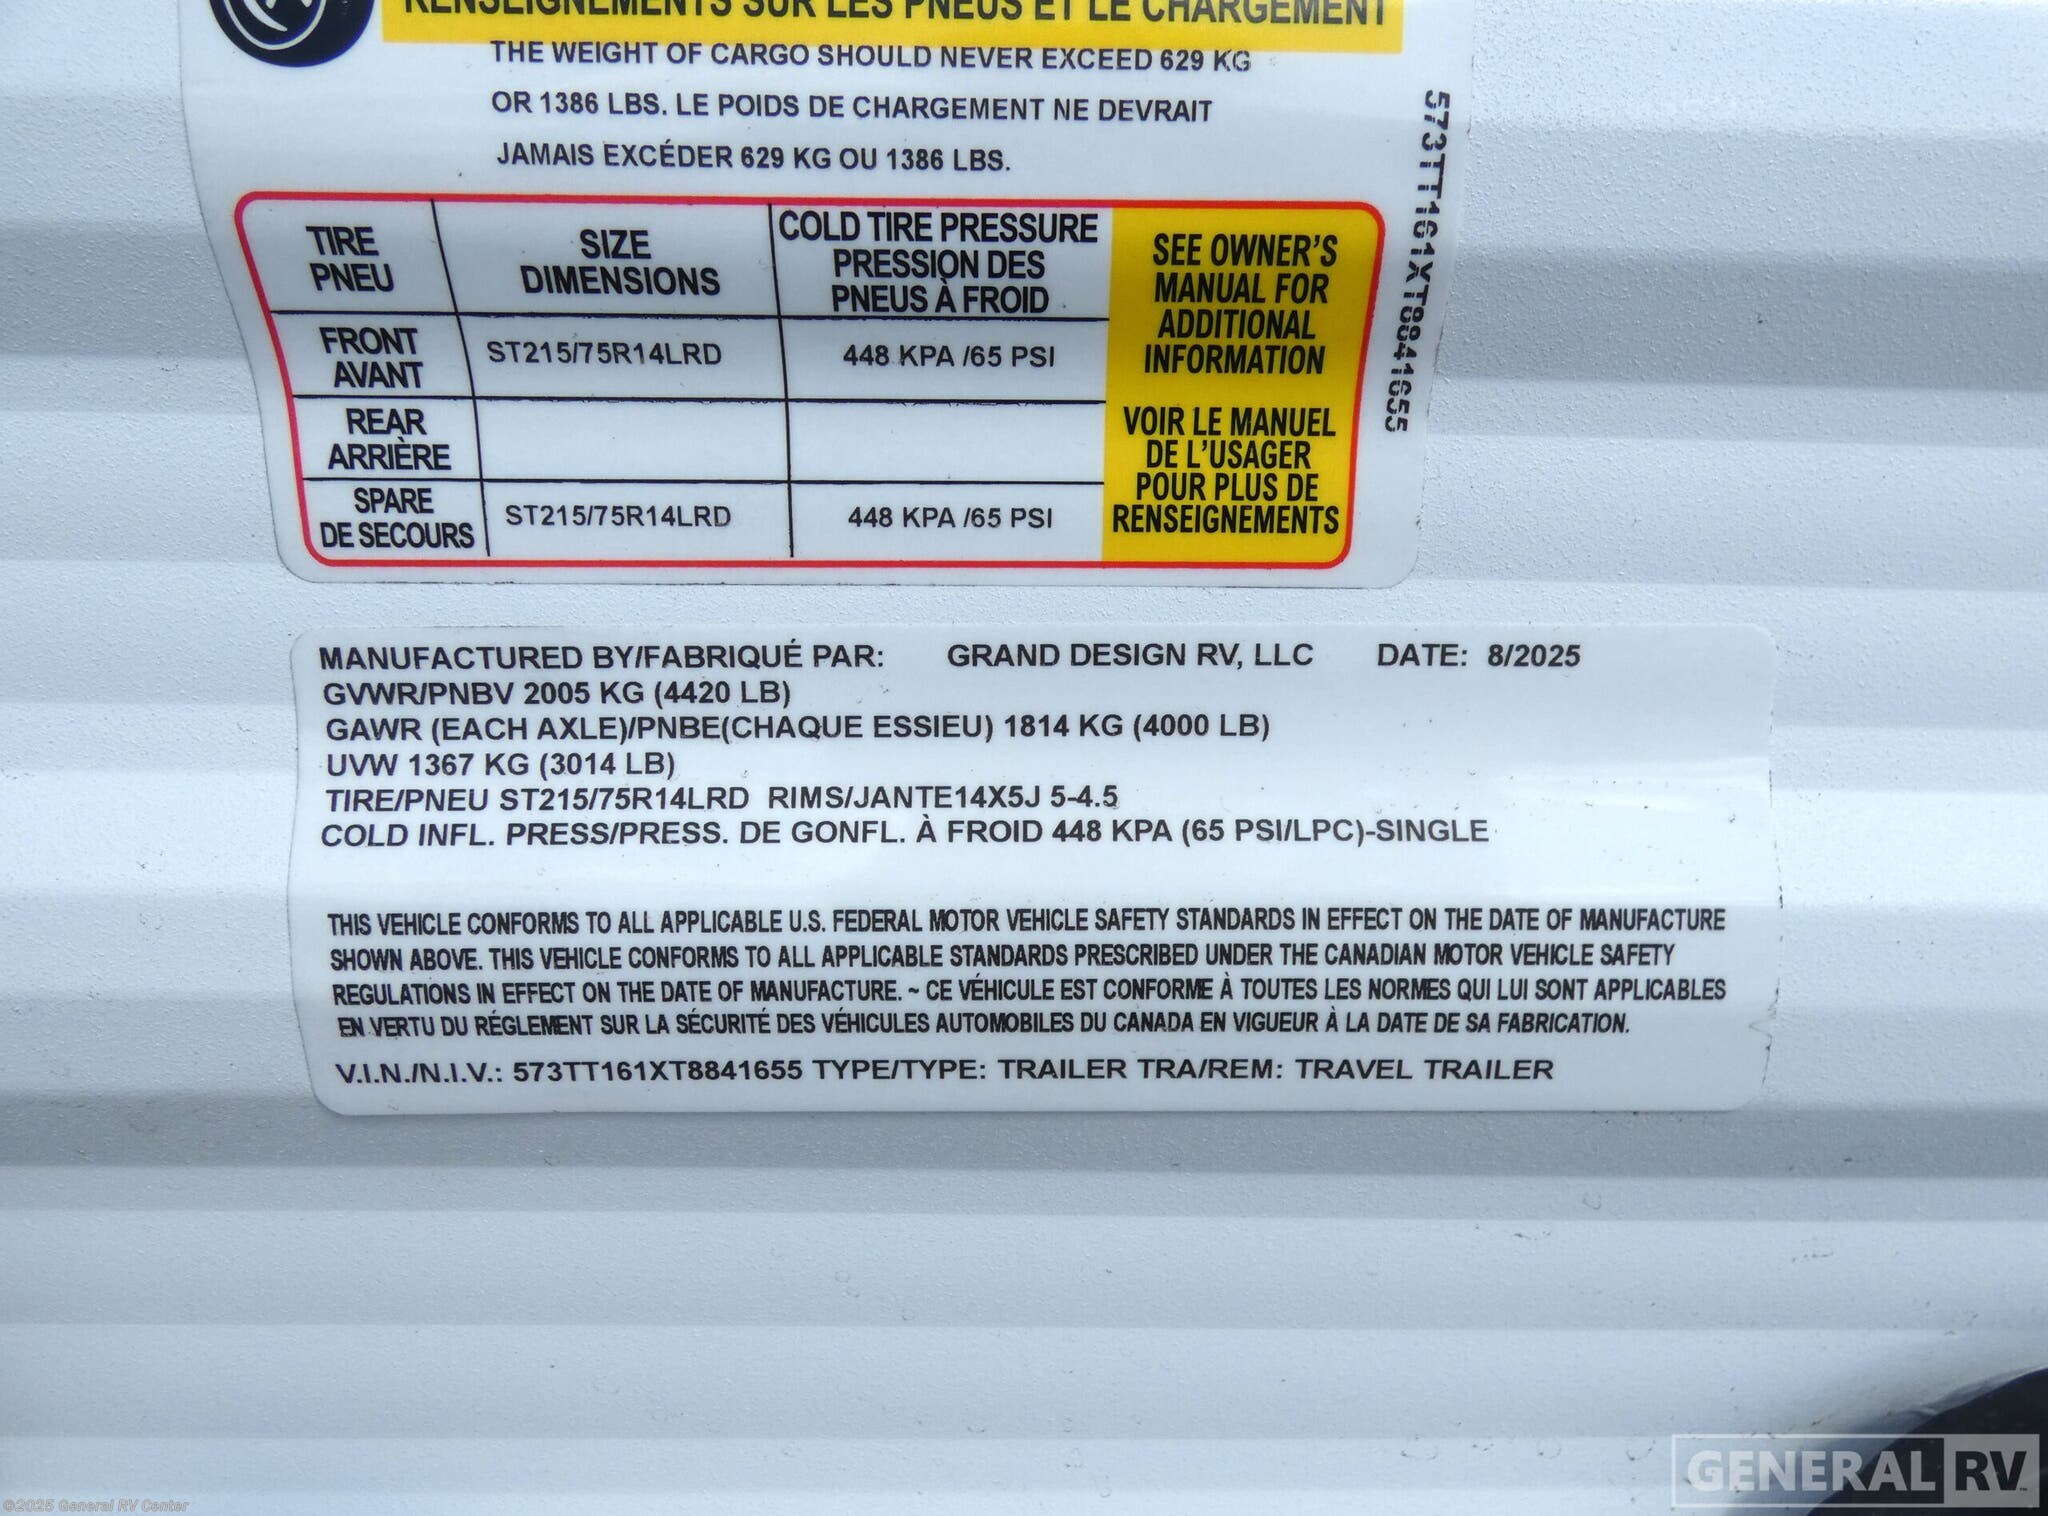 RENSEIGNEMENTS SUR LES PNEUS ET LE CHARGEMENT
THE WEIGHT OF CARGO SHOULD NEVER EXCEED 629 KG
OR 1386 LBS. LE POIDS DE CHARGEMENT NE DEVRAIT
JAMAIS EXCÉDER 629 KG OU 1386 LBS.
573TT161XT8841655
TIRE
PNEU
SIZE
DIMENSIONS
COLD TIRE PRESSURE
PRESSION DES
PNEUS À FROID
FRONT
AVANT
ST215/75R14LRD
448 KPA /65 PSI
REAR
ARRIÈRE
SPARE
DE SECOURS
ST215/75R14LRD
448 KPA /65 PSI
SEE OWNER'S
MANUAL FOR
ADDITIONAL
INFORMATION
VOIR LE MANUEL
DE L'USAGER
POUR PLUS DE
RENSEIGNEMENTS
MANUFACTURED BY/FABRIQUÉ PAR: GRAND DESIGN RV, LLC DATE: 8/2025
GVWR/PNBV 2005 KG (4420 LB)
GAWR (EACH AXLE)/PNBE(CHAQUE ESSIEU) 1814 KG (4000 LB)
UVW 1367 KG (3014 LB)
TIRE/PNEU ST215/75R14LRD RIMS/JANTE14X5J 5-4.5
COLD INFL. PRESS/PRESS. DE GONFL. À FROID 448 KPA (65 PSI/LPC)-SINGLE
THIS VEHICLE CONFORMS TO ALL APPLICABLE U.S. FEDERAL MOTOR VEHICLE SAFETY STANDARDS IN EFFECT ON THE DATE OF MANUFACTURE
SHOWN ABOVE. THIS VEHICLE CONFORMS TO ALL APPLICABLE STANDARDS PRESCRIBED UNDER THE CANADIAN MOTOR VEHICLE SAFETY
REGULATIONS IN EFFECT ON THE DATE OF MANUFACTURE. ~ CE VÉHICULE EST CONFORME À TOUTES LES NORMES QUI LUI SONT APPLICABLES
EN VERTU DU RÉGLEMENT SUR LA SÉCURITÉ DES VÉHICULES AUTOMOBILES DU CANADA EN VIGUEUR À LA DATE DE SA FABRICATION.
V.I.N./N.I.V.: 573TT161XT8841655 TYPE/TYPE: TRAILER TRA/REM: TRAVEL TRAILER
GENERAL RV
©2025 General RV Center